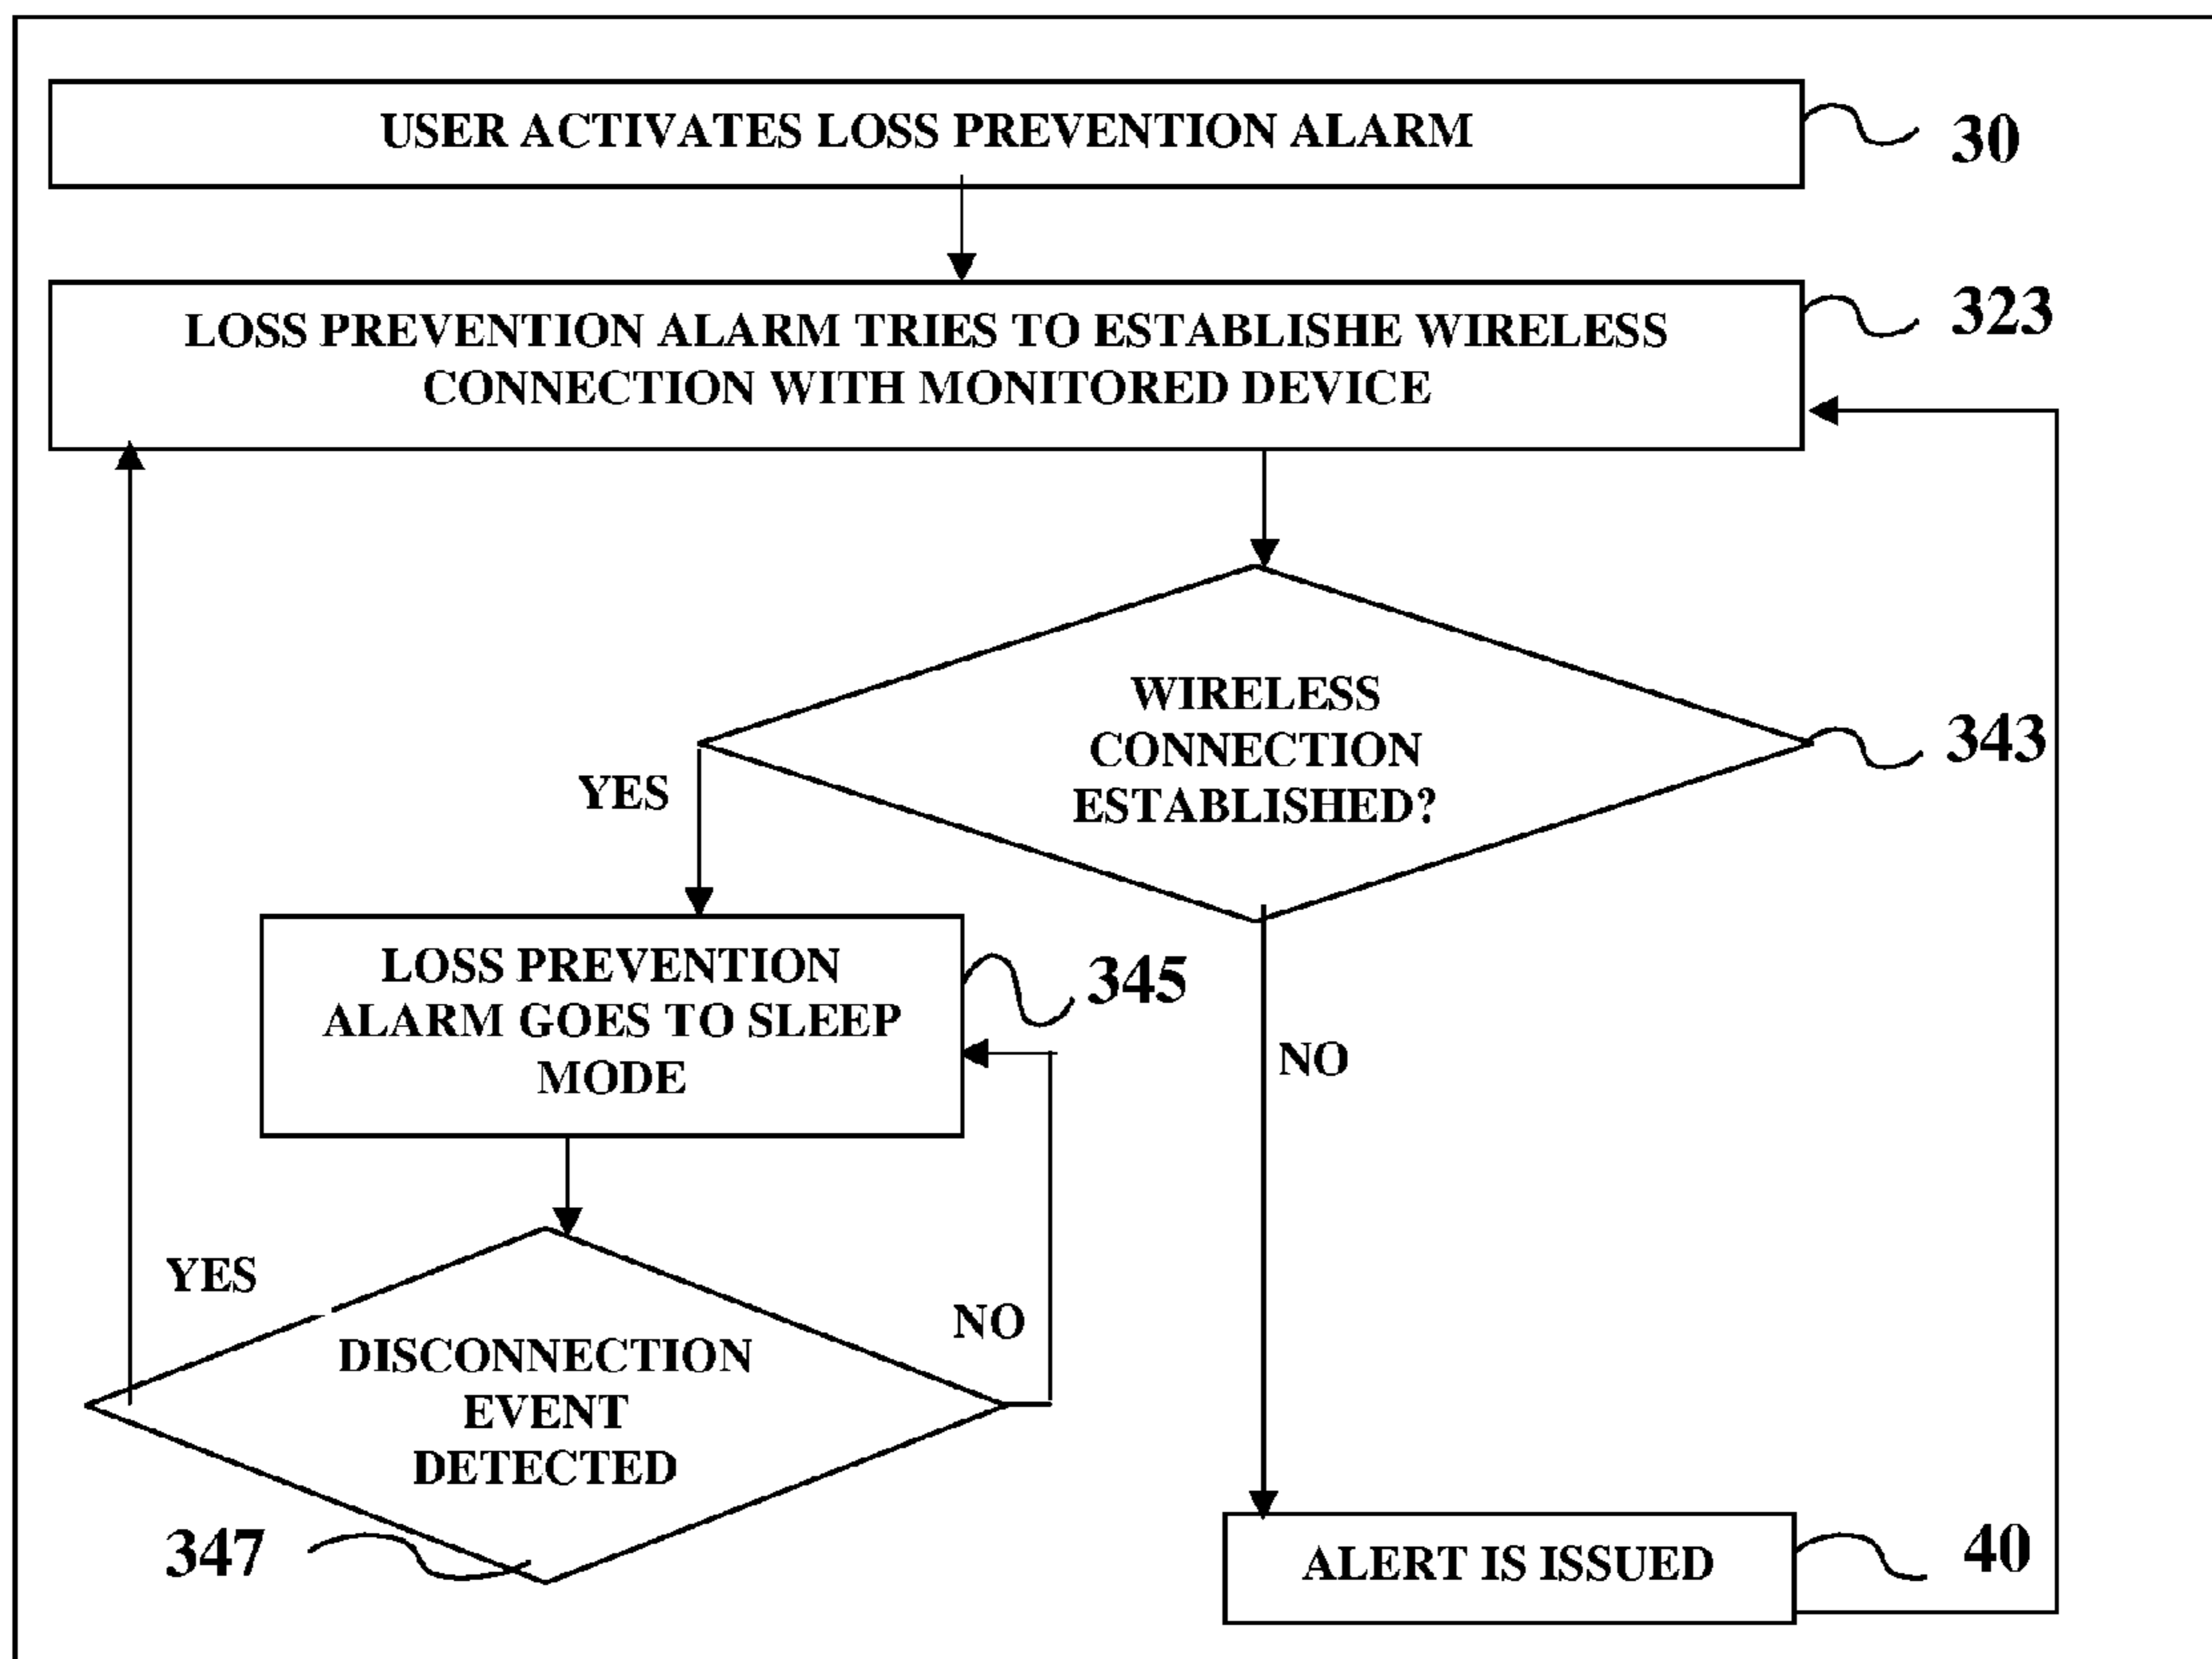 USER ACTIVATES LOSS PREVENTION ALARM
30
LOSS PREVENTION ALARM TRIES TO ESTABLISHE WIRELESS
CONNECTION WITH MONITORED DEVICE
323
WIRELESS
CONNECTION
ESTABLISHED?
343
YES
LOSS PREVENTION
ALARM GOES TO SLEEP
MODE
345
NO
YES
NO
DISCONNECTION
EVENT
DETECTED
347
ALERT IS ISSUED
40